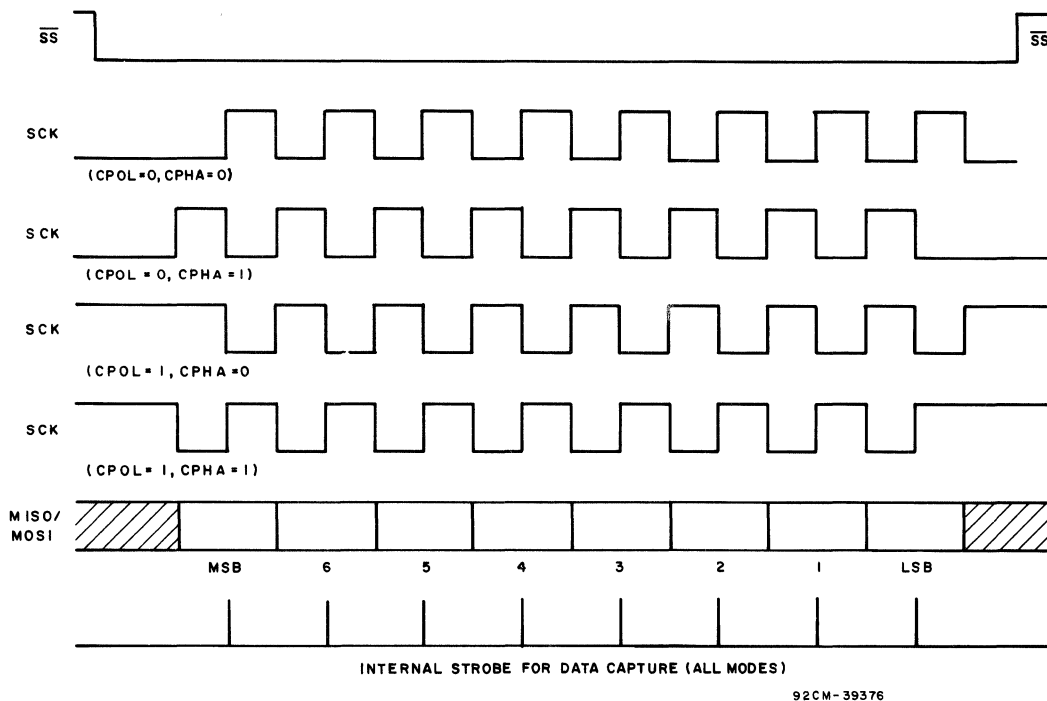 SS SS
SCK
(CPOL=0, CPHA=0)
SCK
(CPOL = 0, CPHA = 1)
SCK
(CPOL = 1, CPHA = 0
SCK
(CPOL = 1, CPHA = 1)
MISO/
MOSI
MSB 6 5 4 3 2 1 LSB
INTERNAL STROBE FOR DATA CAPTURE (ALL MODES)
92CM-39376